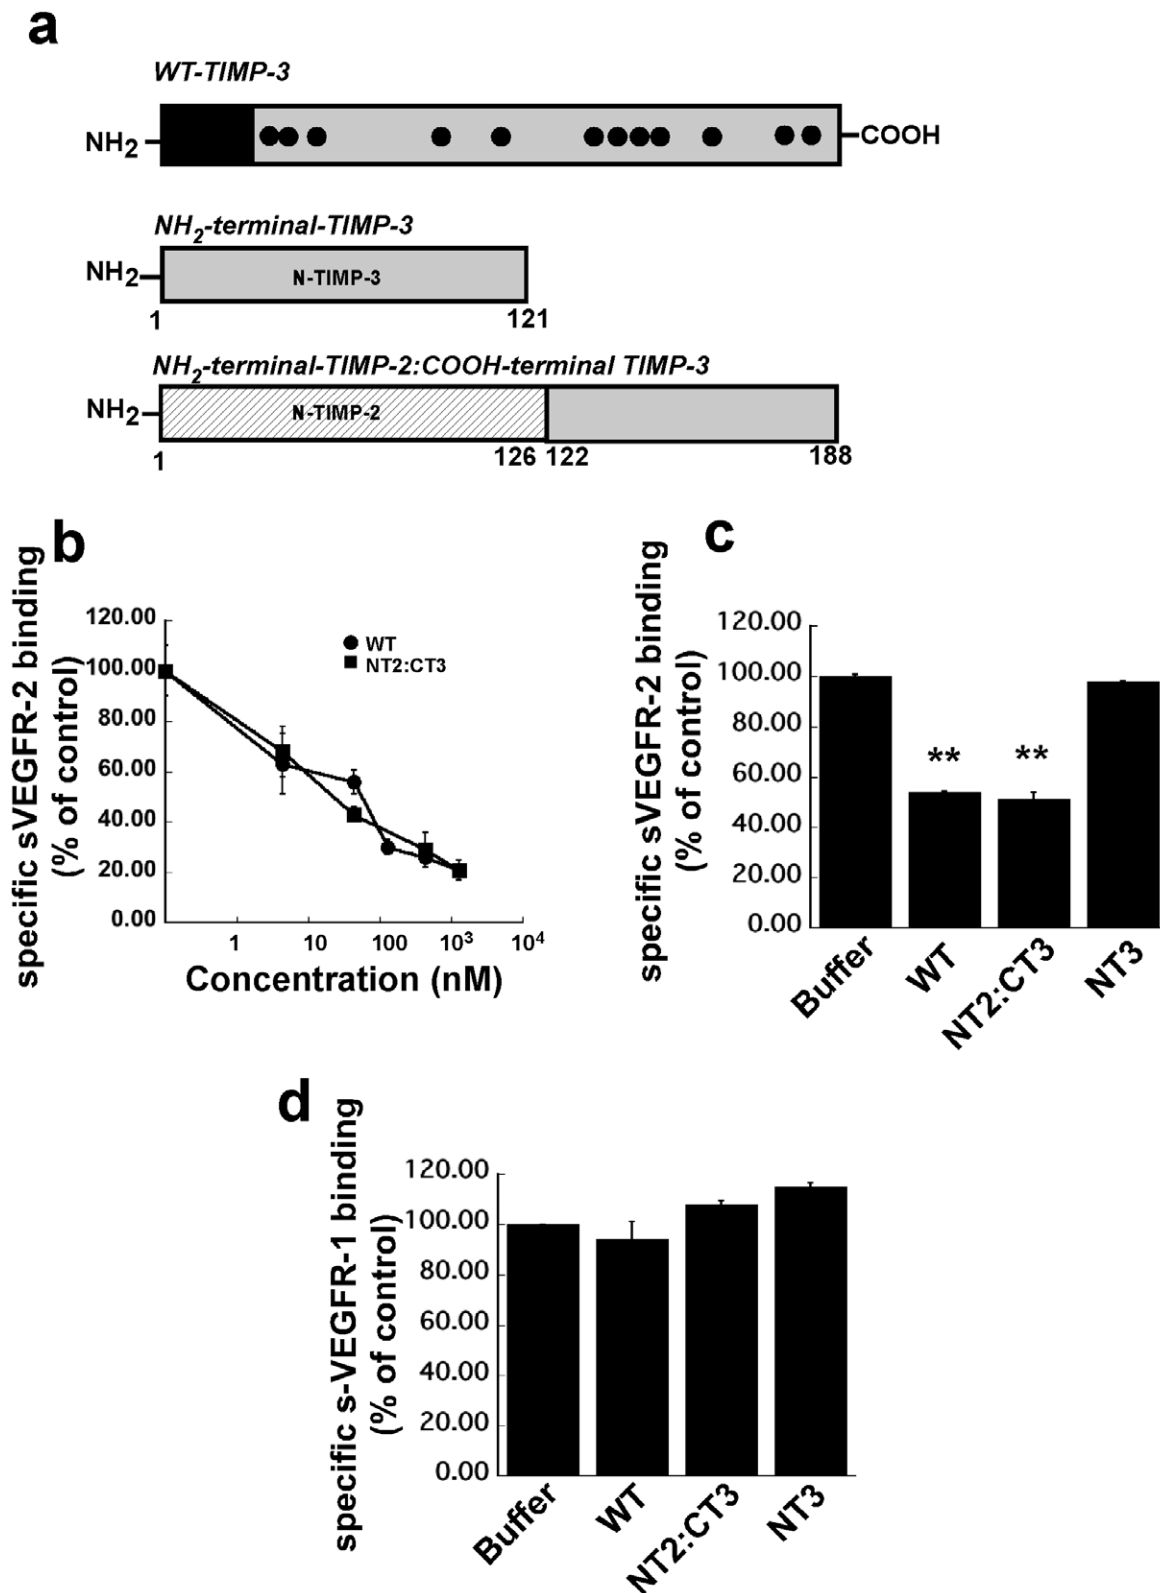 a
WT-TIMP-3
NH2
COOH
NH2-terminal-TIMP-3
NH2
N-TIMP-3
1
121
NH2-terminal-TIMP-2:COOH-terminal TIMP-3
NH2
N-TIMP-2
1
126
122
188
b
specific sVEGFR-2 binding
(% of control)
120.00
100.00
80.00
60.00
40.00
20.00
0.00
WT
NT2:CT3
1
10
100
10³
10⁴
Concentration (nM)
c
specific sVEGFR-2 binding
(% of control)
120.00
100.00
80.00
60.00
40.00
20.00
0.00
**
**
Buffer
WT
NT2:CT3
NT3
d
specific s-VEGFR-1 binding
(% of control)
120.00
100.00
80.00
60.00
40.00
20.00
0.00
Buffer
WT
NT2:CT3
NT3